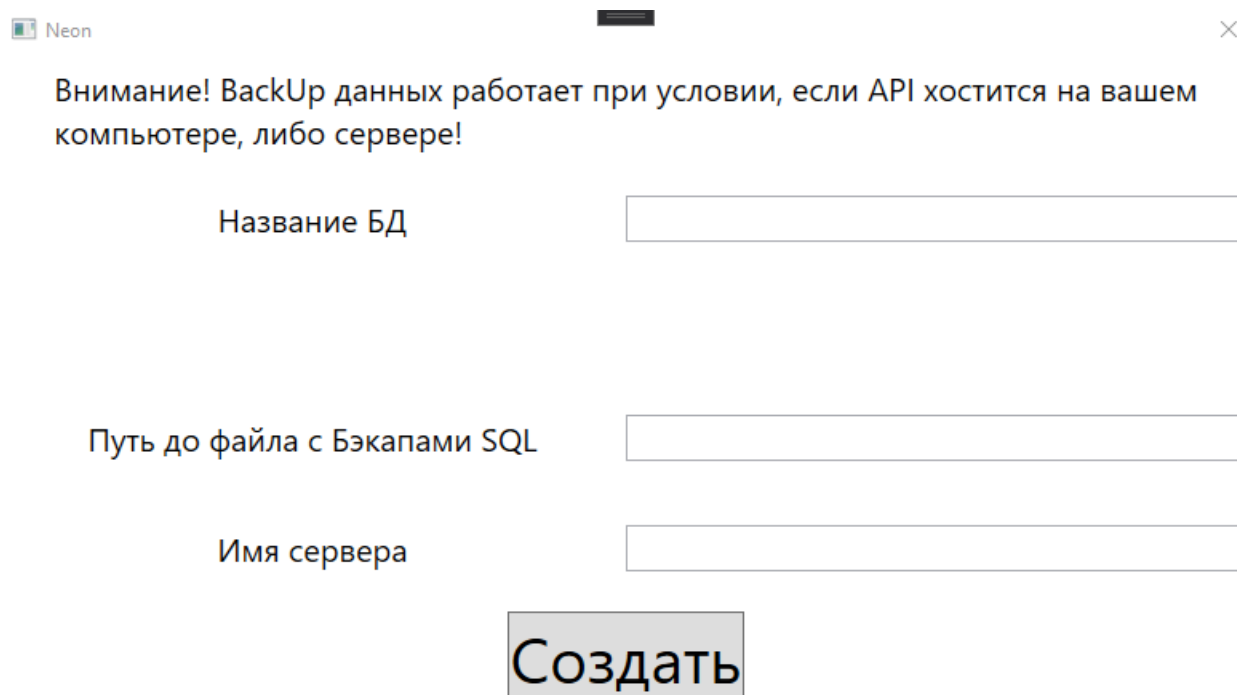 Neon
Внимание! BackUp данных работает при условии, если API хостится на вашем
компьютере, либо сервере!
Название БД
Путь до файла с Бэкапами SQL
Имя сервера
Создать